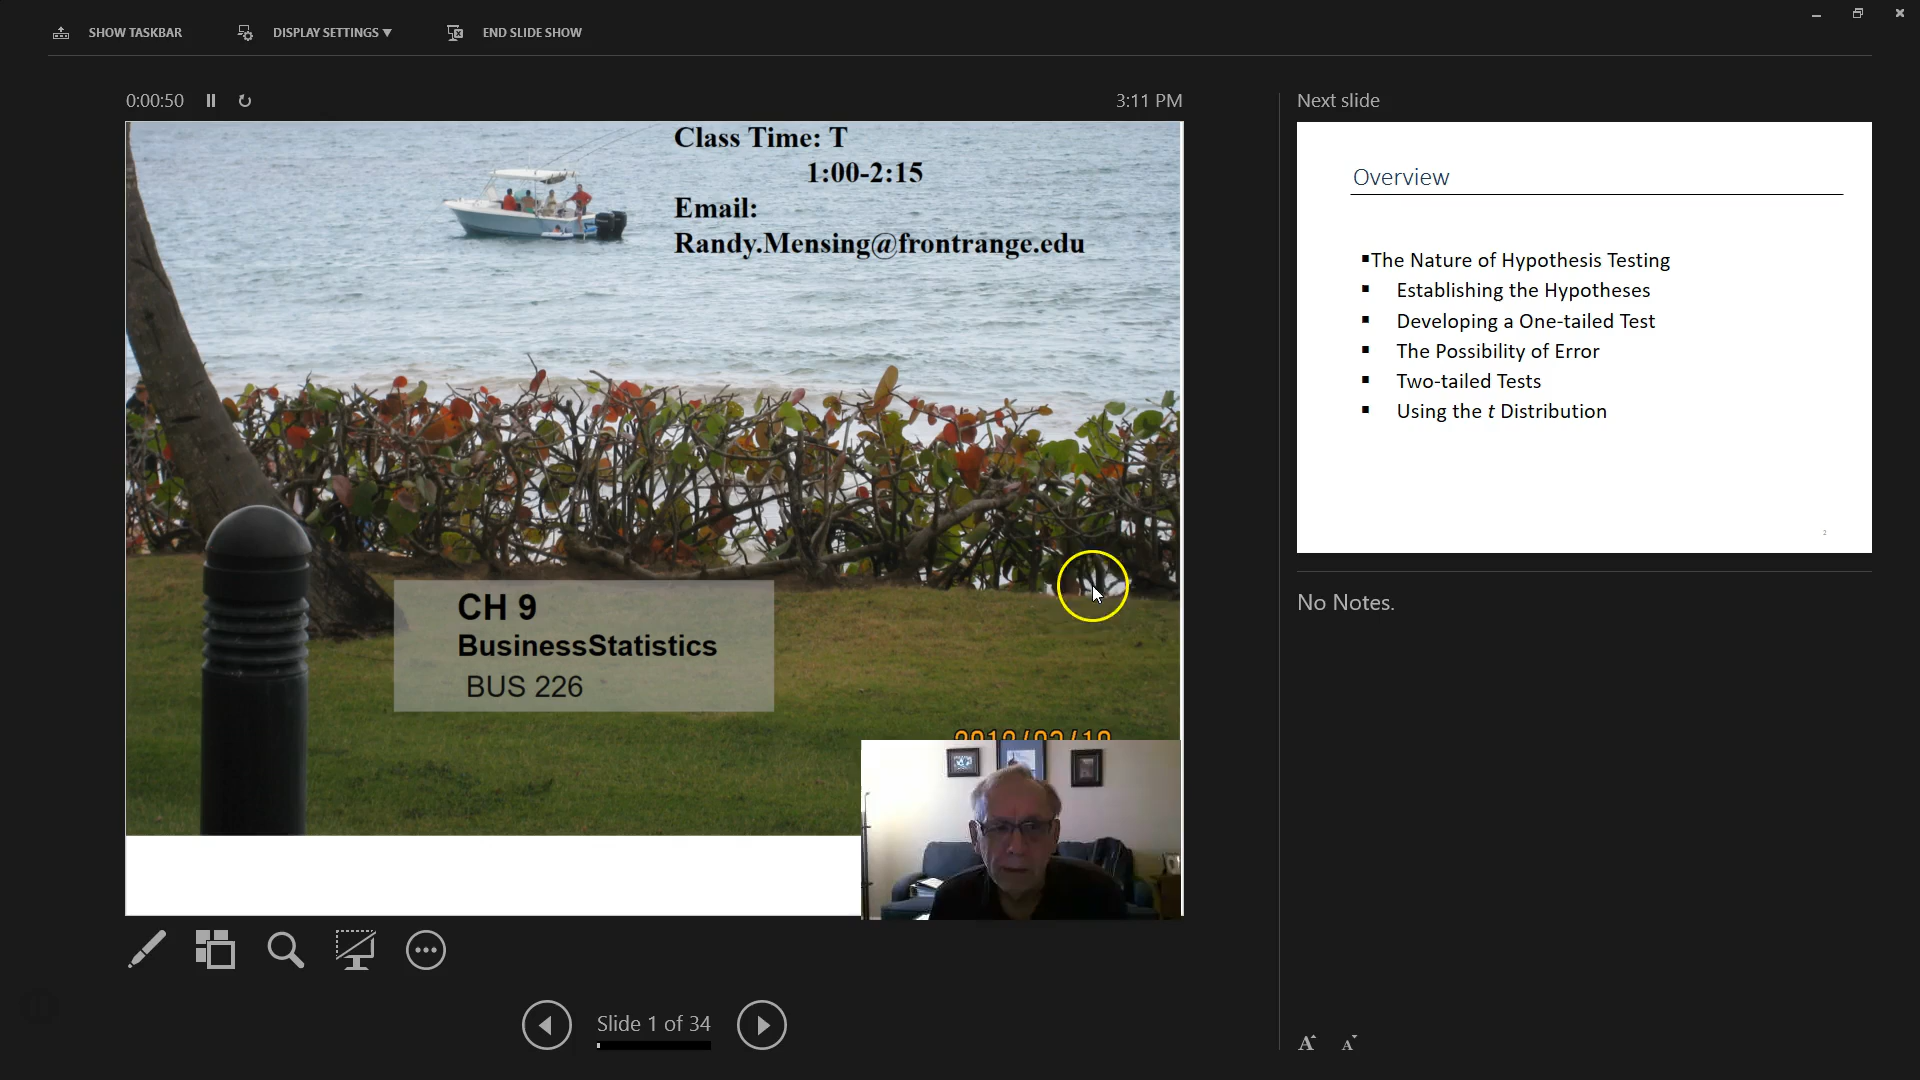 SHOW TASKBAR
DISPLAY SETTINGS ▼
END SLIDE SHOW
0:00:50
3:11 PM
Class Time: T
1:00-2:15
Email:
Randy.Mensing@frontrange.edu
CH 9
BusinessStatistics
BUS 226
Slide 1 of 34
Next slide
Overview
▪The Nature of Hypothesis Testing
▪ Establishing the Hypotheses
▪ Developing a One-tailed Test
▪ The Possibility of Error
▪ Two-tailed Tests
▪ Using the t Distribution
2
No Notes.
A A